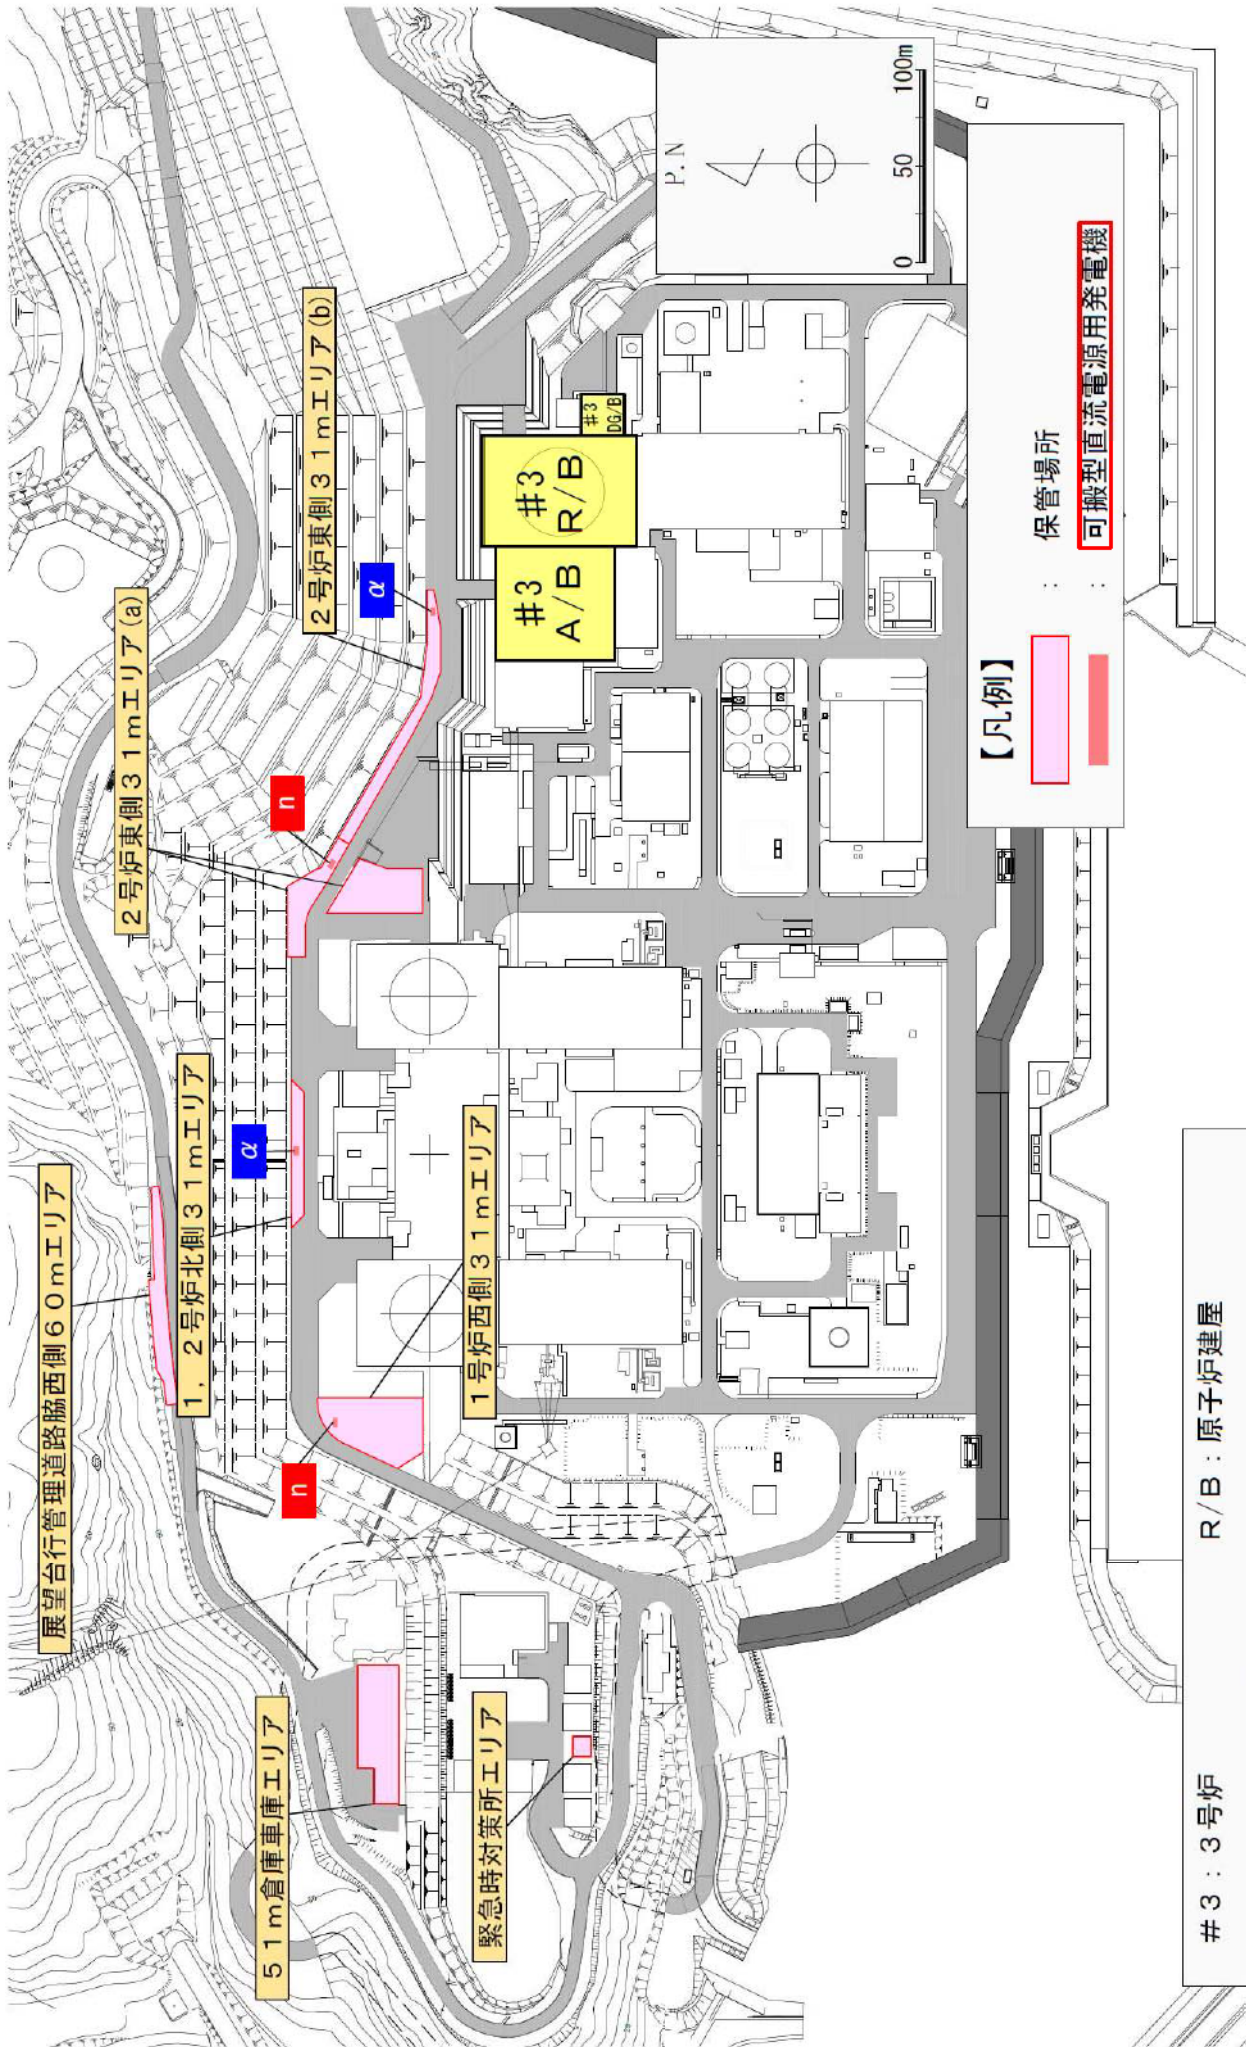 展望台行管理道路脇西側60mエリア
51m倉庫車庫エリア
1，2号炉北側31mエリア
2号炉東側31mエリア(a)
2号炉東側31mエリア(b)
n
α
n
α
1号炉西側31mエリア
緊急時対策所エリア
#3
A/B
#3
R/B
#3
DG/B
P.N
0 50 100m
【凡例】
： 保管場所
： 可搬型直流電源用発電機
#3：3号炉 R/B：原子炉建屋